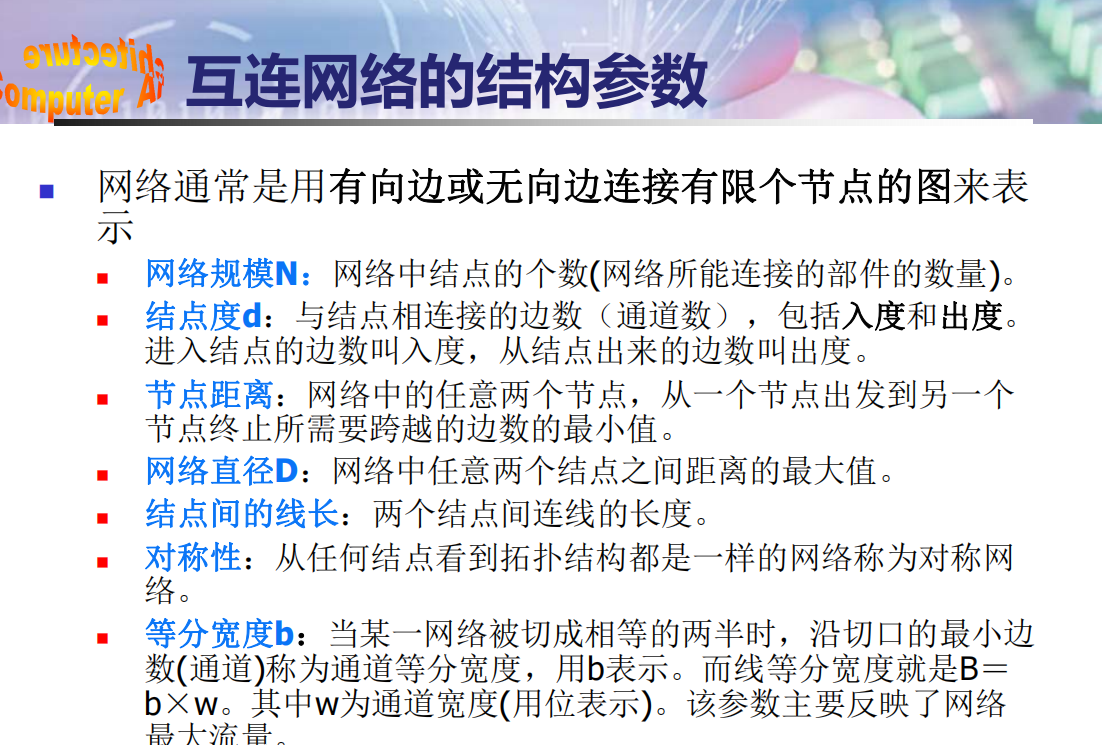 chitecture
Computer Ar
互连网络的结构参数
网络通常是用有向边或无向边连接有限个节点的图来表
示
网络规模N：网络中结点的个数(网络所能连接的部件的数量)。
结点度d：与结点相连接的边数（通道数），包括入度和出度。
进入结点的边数叫入度，从结点出来的边数叫出度。
节点距离：网络中的任意两个节点，从一个节点出发到另一个
节点终止所需要跨越的边数的最小值。
网络直径D：网络中任意两个结点之间距离的最大值。
结点间的线长：两个结点间连线的长度。
对称性：从任何结点看到拓扑结构都是一样的网络称为对称网
络。
等分宽度b：当某一网络被切成相等的两半时，沿切口的最小边
数(通道)称为通道等分宽度，用b表示。而线等分宽度就是B＝
b×w。其中w为通道宽度(用位表示)。该参数主要反映了网络
最大流量。